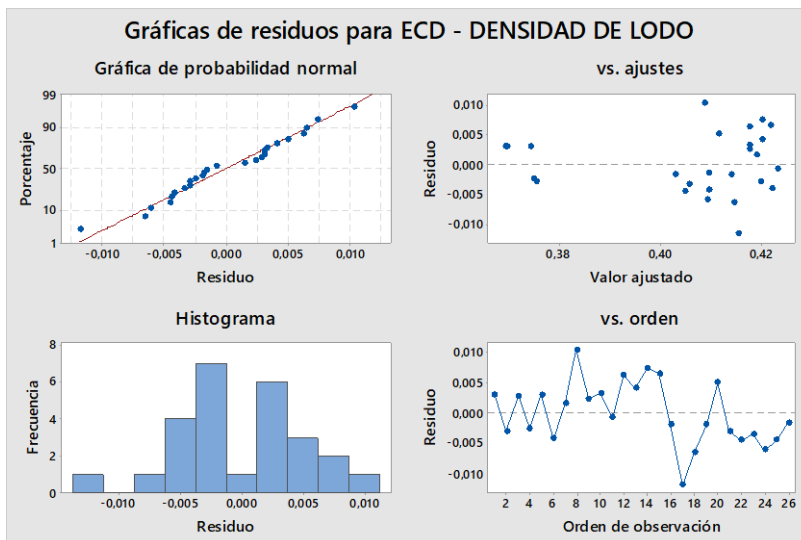 Gráficas de residuos para ECD - DENSIDAD DE LODO
Gráfica de probabilidad normal
99
90
50
10
1
Porcentaje
-0,010
-0,005
0,000
0,005
0,010
Residuo
vs. ajustes
0,010
0,005
0,000
-0,005
-0,010
Residuo
0,38
0,40
0,42
Valor ajustado
Histograma
8
6
4
2
0
Frecuencia
-0,010
-0,005
0,000
0,005
0,010
Residuo
vs. orden
0,010
0,005
0,000
-0,005
-0,010
Residuo
2 4 6 8 10 12 14 16 18 20 22 24 26
Orden de observación